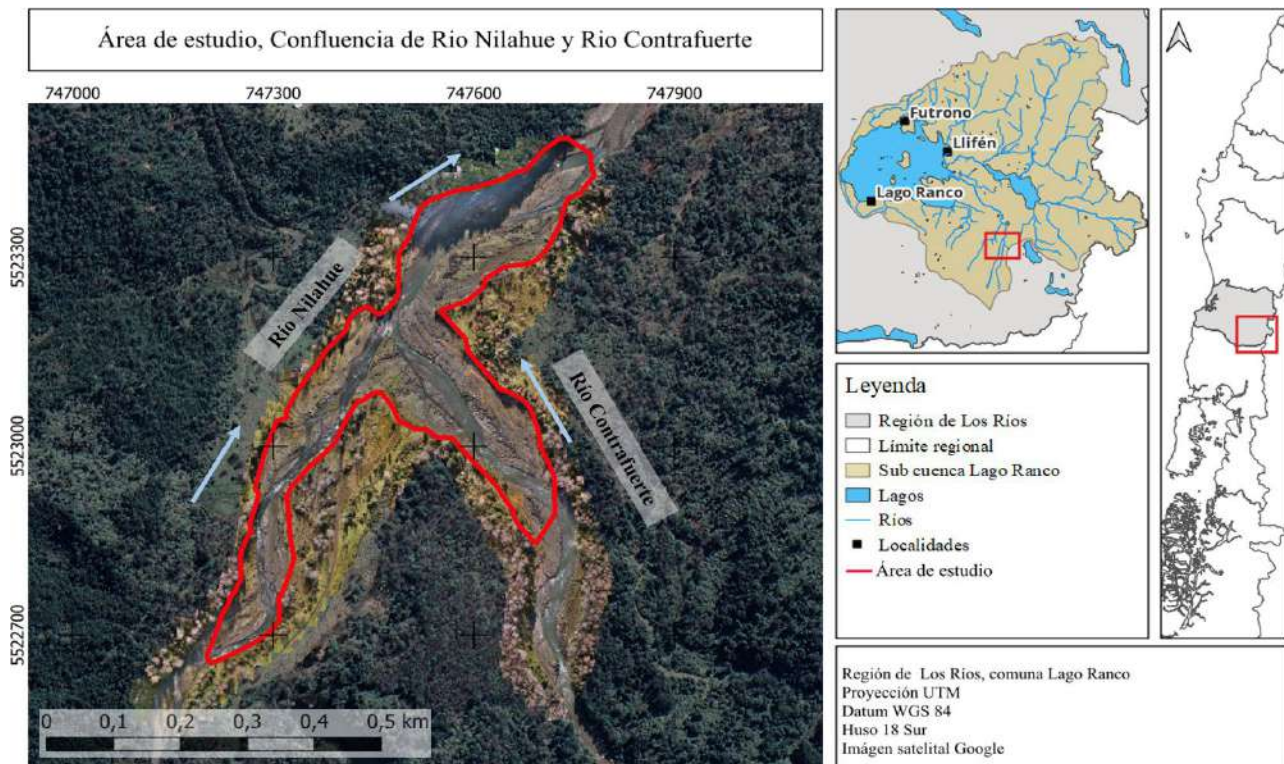 Área de estudio, Confluencia de Rio Nilahue y Rio Contrafuerte
747000
747300
747600
747900
5523300
5523000
5522700
Río Nilahue
Río Contrafuerte
0 0,1 0,2 0,3 0,4 0,5 km
Futrono
Llifén
Lago Ranco
Leyenda
Región de Los Ríos
Límite regional
Sub cuenca Lago Ranco
Lagos
Ríos
Localidades
Área de estudio
Región de Los Ríos, comuna Lago Ranco
Proyección UTM
Datum WGS 84
Huso 18 Sur
Imágen satelital Google